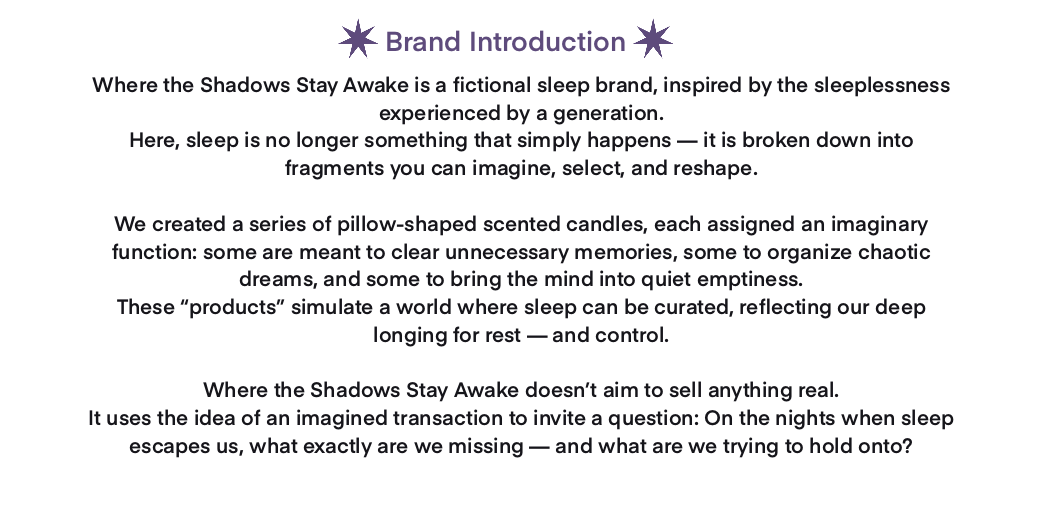 Brand Introduction
Where the Shadows Stay Awake is a fictional sleep brand, inspired by the sleeplessness
experienced by a generation.
Here, sleep is no longer something that simply happens — it is broken down into
fragments you can imagine, select, and reshape.
We created a series of pillow-shaped scented candles, each assigned an imaginary
function: some are meant to clear unnecessary memories, some to organize chaotic
dreams, and some to bring the mind into quiet emptiness.
These “products” simulate a world where sleep can be curated, reflecting our deep
longing for rest — and control.
Where the Shadows Stay Awake doesn’t aim to sell anything real.
It uses the idea of an imagined transaction to invite a question: On the nights when sleep
escapes us, what exactly are we missing — and what are we trying to hold onto?